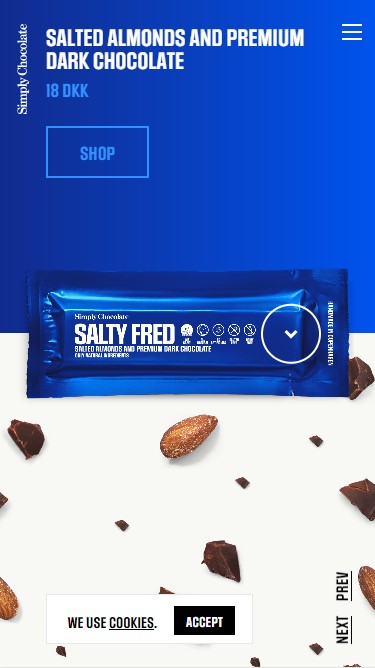 Simply Chocolate
SALTED ALMONDS AND PREMIUM
DARK CHOCOLATE
18 DKK
SHOP
Simply Chocolate
SALTY FRED
SALTED ALMONDS AND PREMIUM DARK CHOCOLATE
ONLY NATURAL INGREDIENTS
HANDMADE IN COPENHAGEN
PREV
NEXT
WE USE COOKIES.
ACCEPT